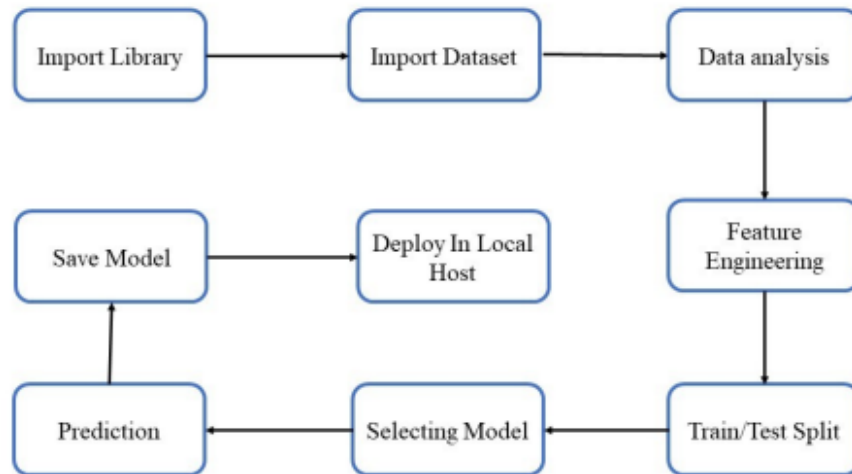 Import Library
Import Dataset
Data analysis
Feature
Engineering
Train/Test Split
Selecting Model
Prediction
Save Model
Deploy In Local
Host